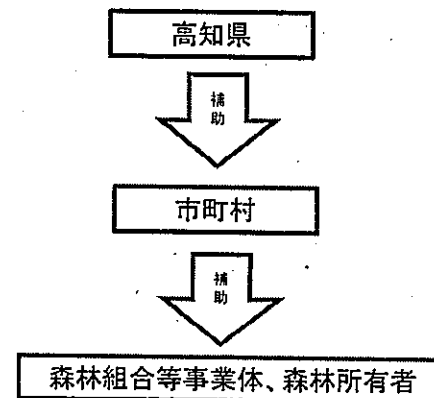 高知県
補助
市町村
補助
森林組合等事業体、森林所有者